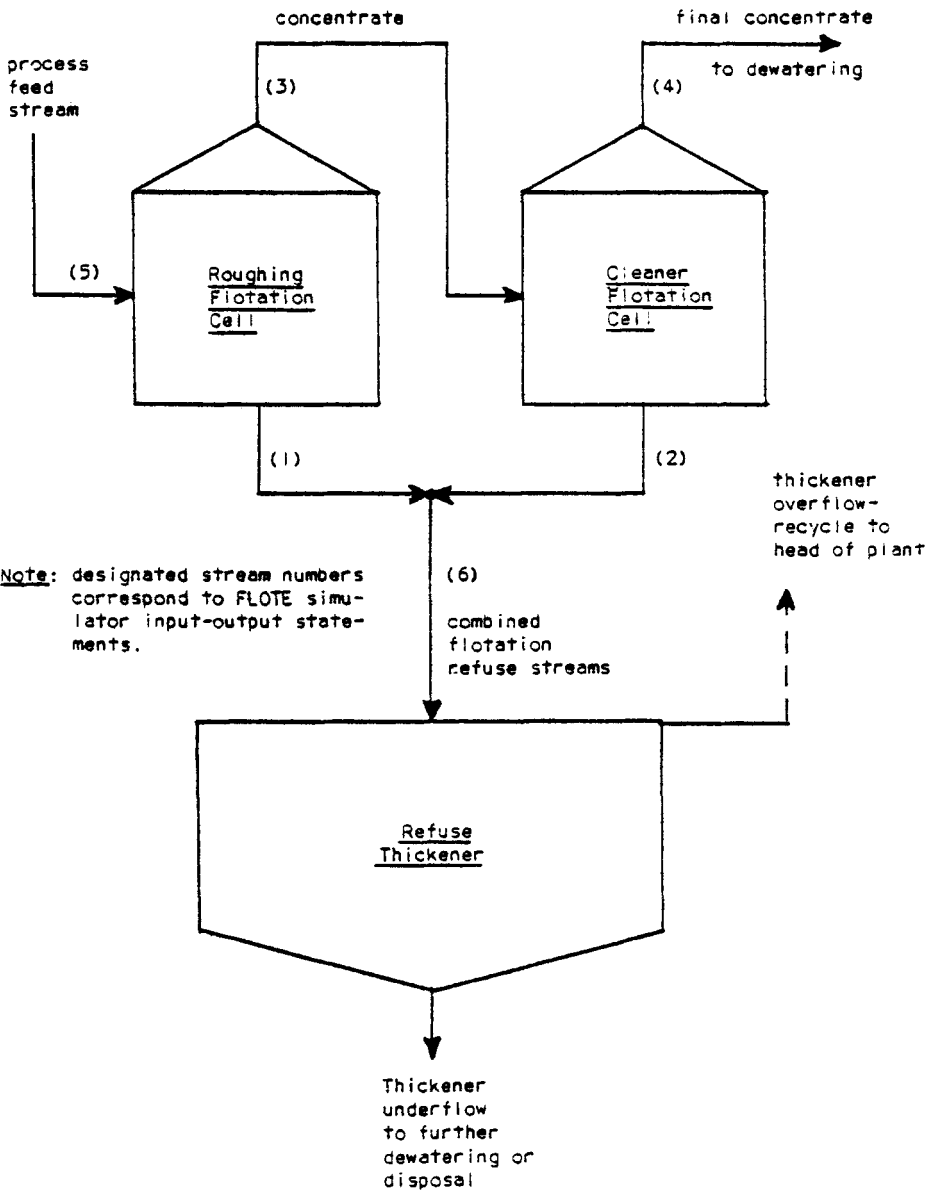 concentrate
final concentrate
to dewatering
process
feed
stream
(3)
(4)
(5)
Roughing
Flotation
Cell
Cleaner
Flotation
Cell
(1)
(2)
thickener
overflow-
recycle to
head of plant
Note: designated stream numbers
correspond to FLOTE simu-
lator input-output state-
ments.
(6)
combined
flotation
refuse streams
Refuse
Thickener
Thickener
underflow
to further
dewatering or
disposal